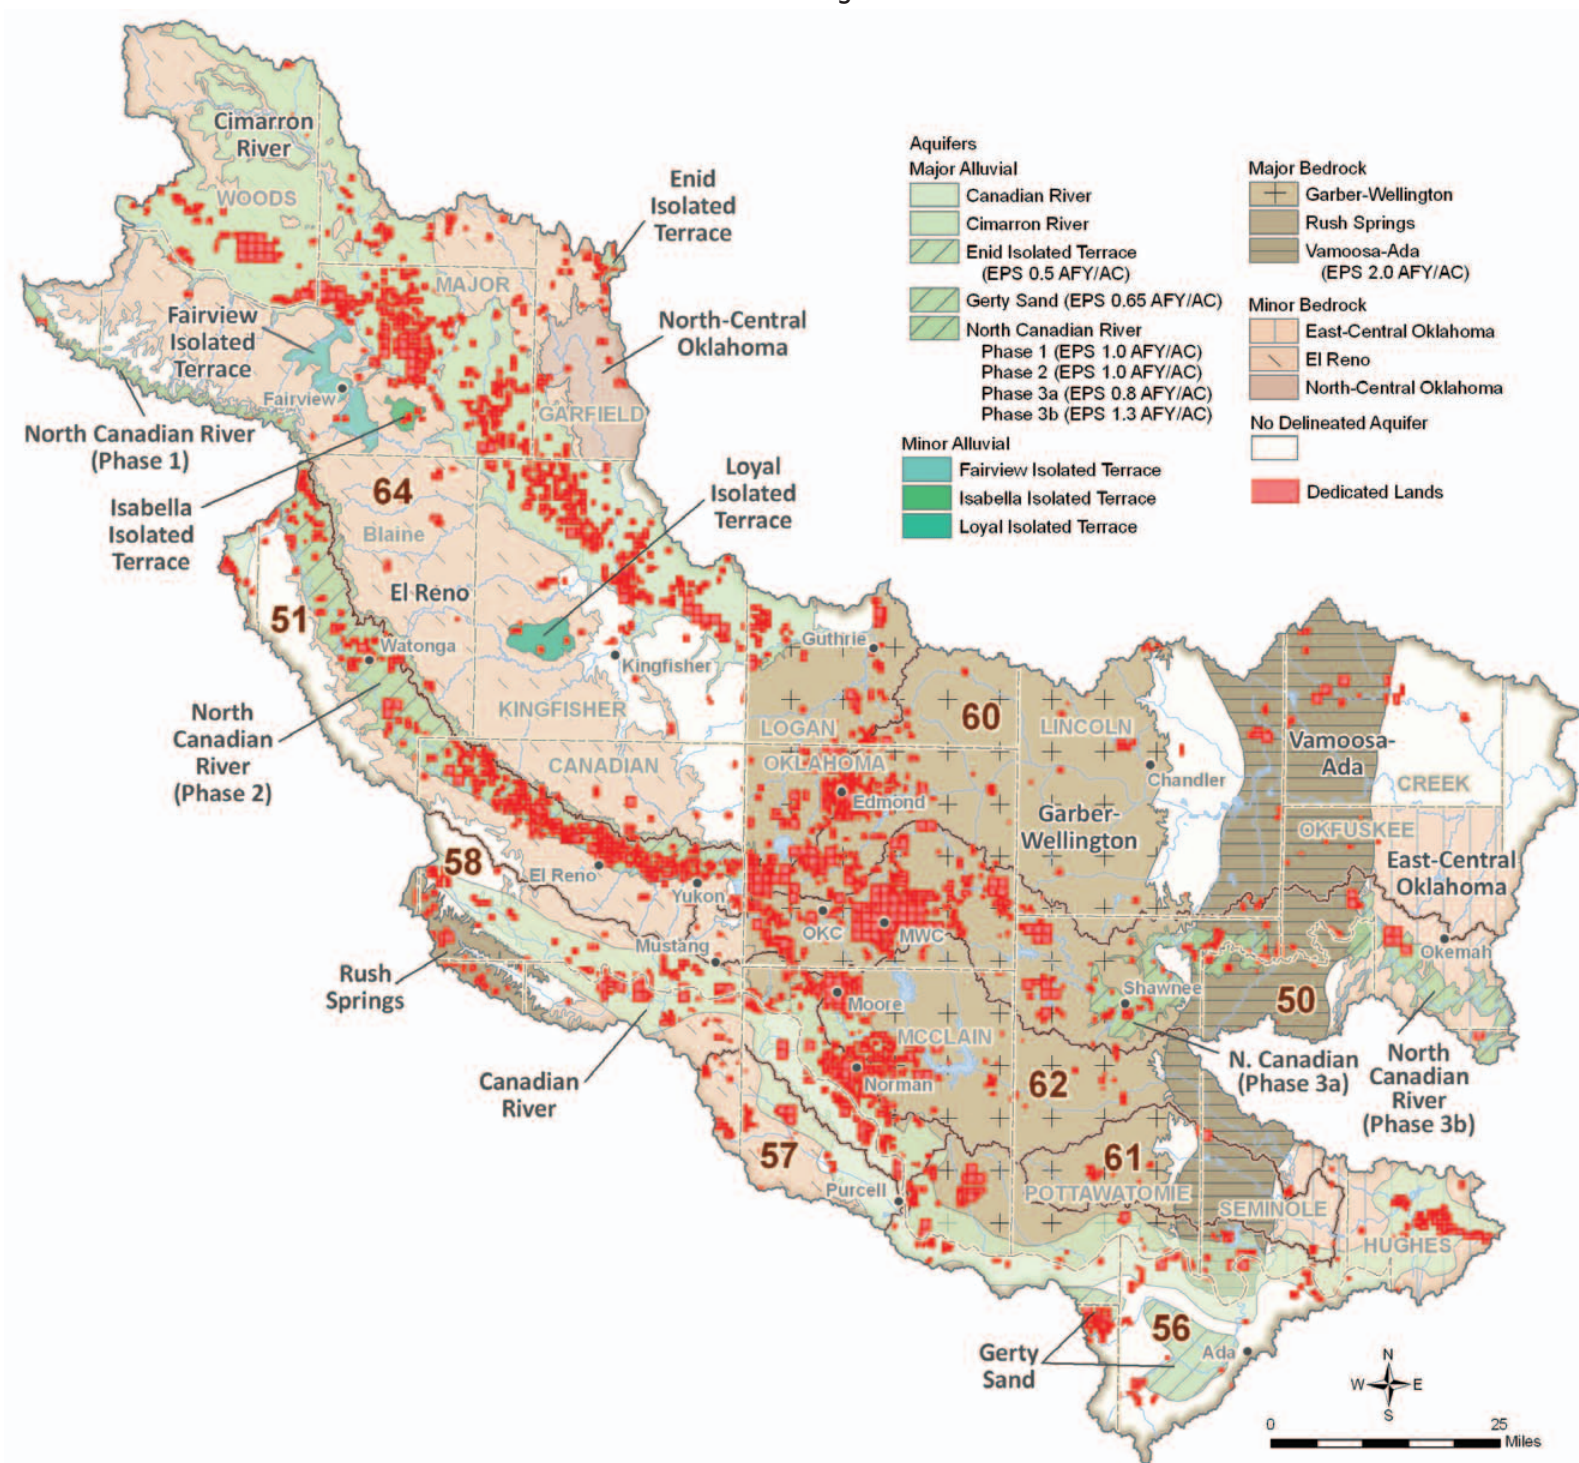 Cimarron
River
WOODS
Enid
Isolated
Terrace
MAJOR
Fairview
Isolated
Terrace
North-Central
Oklahoma
Fairview
GARFIELD
North Canadian River
(Phase 1)
64
Isabella
Isolated
Terrace
Loyal
Isolated
Terrace
Blaine
El Reno
51
Watonga
Kingfisher
Guthrie
North
Canadian
River
(Phase 2)
KINGFISHER
LOGAN
60
LINCOLN
CANADIAN
OKLAHOMA
Edmond
Chandler
Vamoosa-
Ada
CREEK
Garber-
Wellington
OKFUSKEE
East-Central
Oklahoma
58
El Reno
Yukon
OKC
MWC
Mustang
Okemah
Rush
Springs
Moore
Shawnee
50
MCCLAIN
Canadian
River
Norman
62
N. Canadian
(Phase 3a)
North
Canadian
River
(Phase 3b)
57
61
Purcell
POTTAWATOMIE
SEMINOLE
HUGHES
56
Ada
Gerty
Sand
Aquifers
Major Alluvial
Canadian River
Cimarron River
Enid Isolated Terrace
(EPS 0.5 AFY/AC)
Gerty Sand (EPS 0.65 AFY/AC)
North Canadian River
Phase 1 (EPS 1.0 AFY/AC)
Phase 2 (EPS 1.0 AFY/AC)
Phase 3a (EPS 0.8 AFY/AC)
Phase 3b (EPS 1.3 AFY/AC)
Minor Alluvial
Fairview Isolated Terrace
Isabella Isolated Terrace
Loyal Isolated Terrace
Major Bedrock
Garber-Wellington
Rush Springs
Vamoosa-Ada
(EPS 2.0 AFY/AC)
Minor Bedrock
East-Central Oklahoma
El Reno
North-Central Oklahoma
No Delineated Aquifer
Dedicated Lands
N
W E
S
0 25
Miles